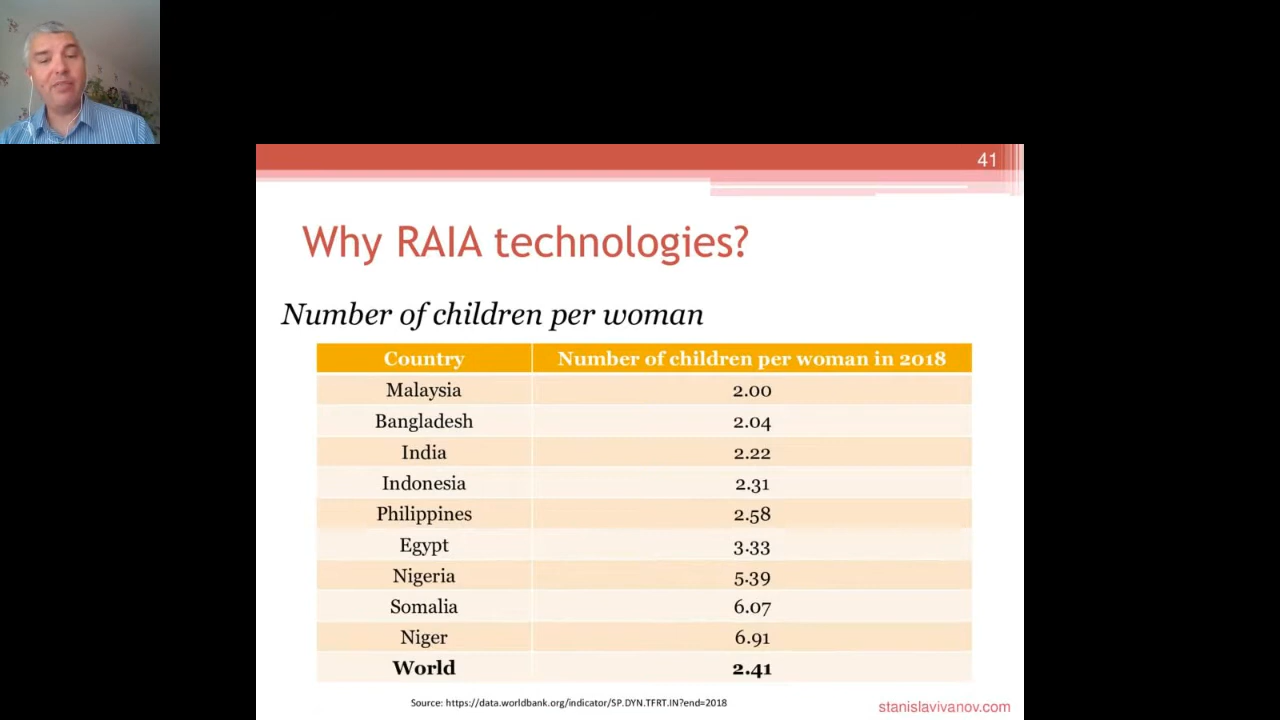 41
Why RAIA technologies?
Number of children per woman
Country Number of children per woman in 2018
Malaysia 2.00
Bangladesh 2.04
India 2.22
Indonesia 2.31
Philippines 2.58
Egypt 3.33
Nigeria 5.39
Somalia 6.07
Niger 6.91
World 2.41
Source: https://data.worldbank.org/indicator/SP.DYN.TFRT.IN?end=2018
stanislavivanov.com